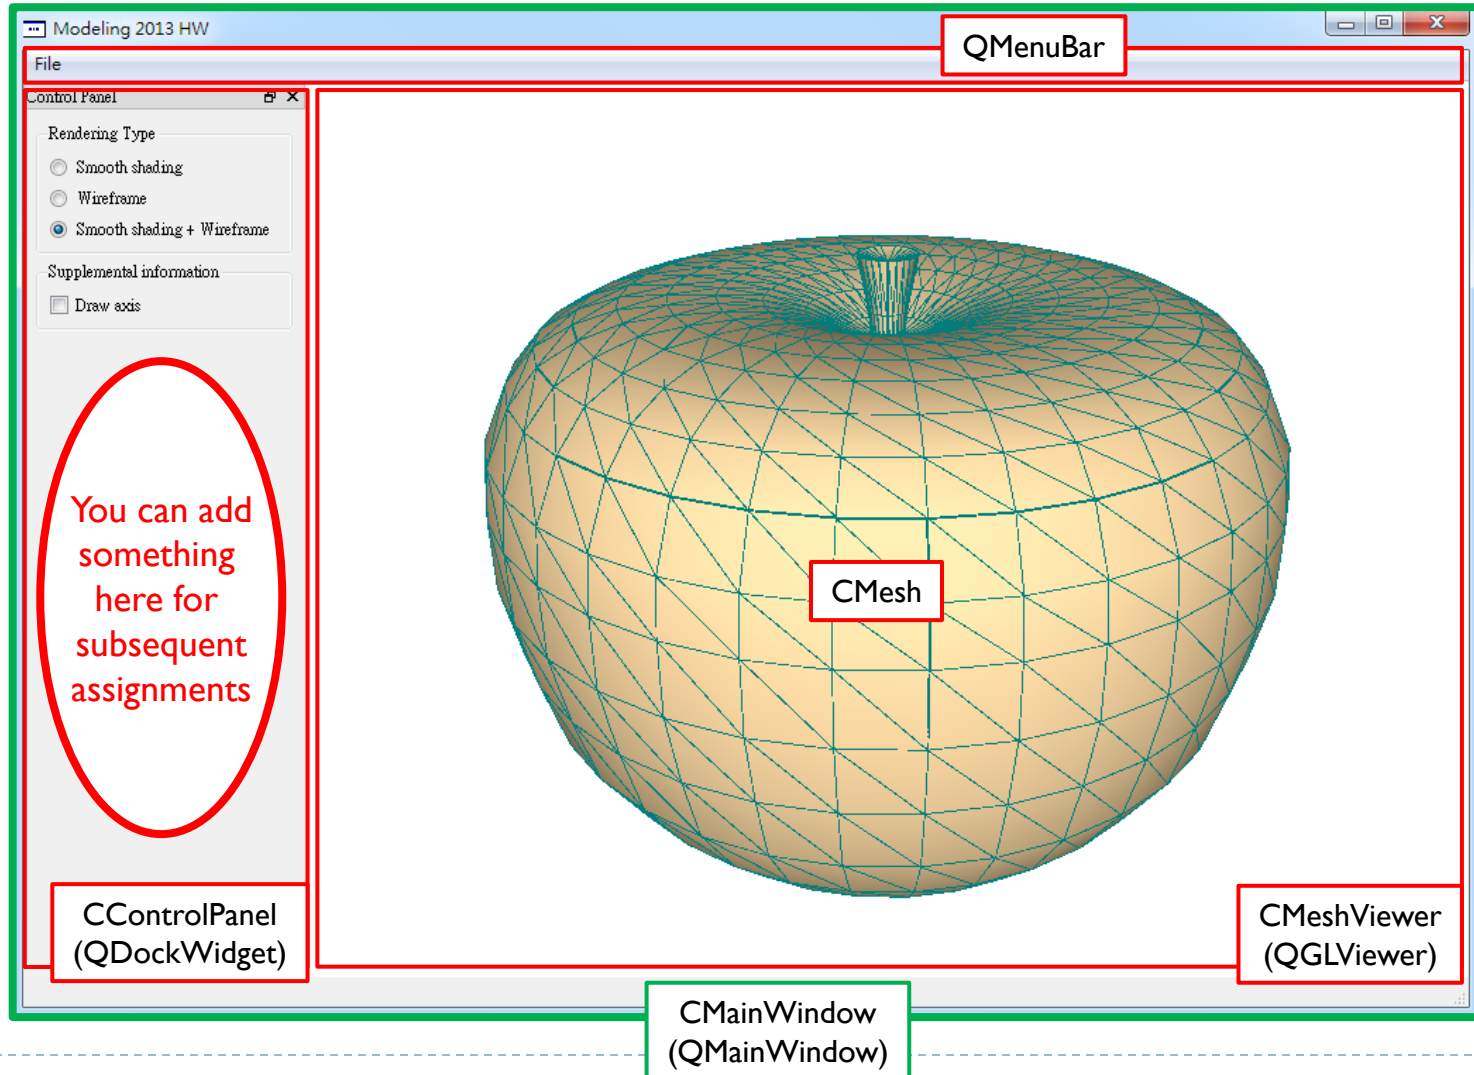 Modeling 2013 HW
QMenuBar
File
Control Panel
Rendering Type
Smooth shading
Wireframe
Smooth shading + Wireframe
Supplemental information
Draw axis
You can add
something
here for
subsequent
assignments
CMesh
CControlPanel
(QDockWidget)
CMeshViewer
(QGLViewer)
CMainWindow
(QMainWindow)